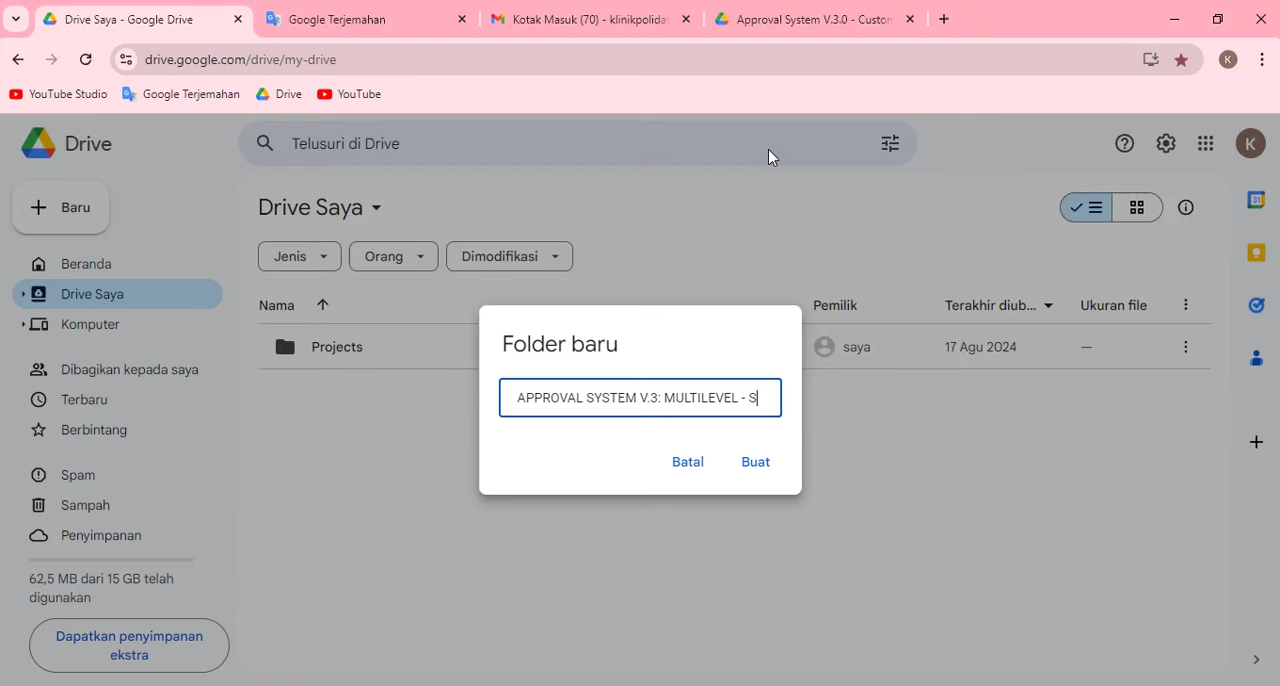 Drive Saya - Google Drive
Google Terjemahan
Kotak Masuk (70) - klinikpolida
Approval System V.3.0 - Custom
drive.google.com/drive/my-drive
K
YouTube Studio
Google Terjemahan
Drive
YouTube
Drive
Telusuri di Drive
K
Baru
Drive Saya
31
Jenis
Orang
Dimodifikasi
Beranda
Drive Saya
Komputer
Dibagikan kepada saya
Terbaru
Berbintang
Spam
Sampah
Penyimpanan
62,5 MB dari 15 GB telah
digunakan
Dapatkan penyimpanan
ekstra
Nama
Pemilik
Terakhir diub...
Ukuran file
Projects
saya
17 Agu 2024
—
Folder baru
APPROVAL SYSTEM V.3: MULTILEVEL - S
Batal
Buat